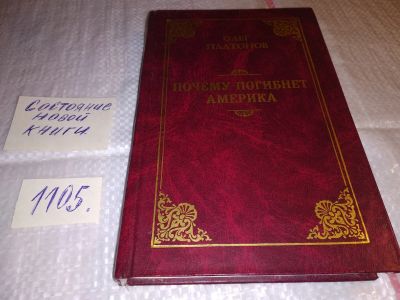 ОЛЕГ
ПЛАТОНОВ
ПОЧЕМУ ПОГИБНЕТ
АМЕРИКА
Состояние
новой
книги
1105.